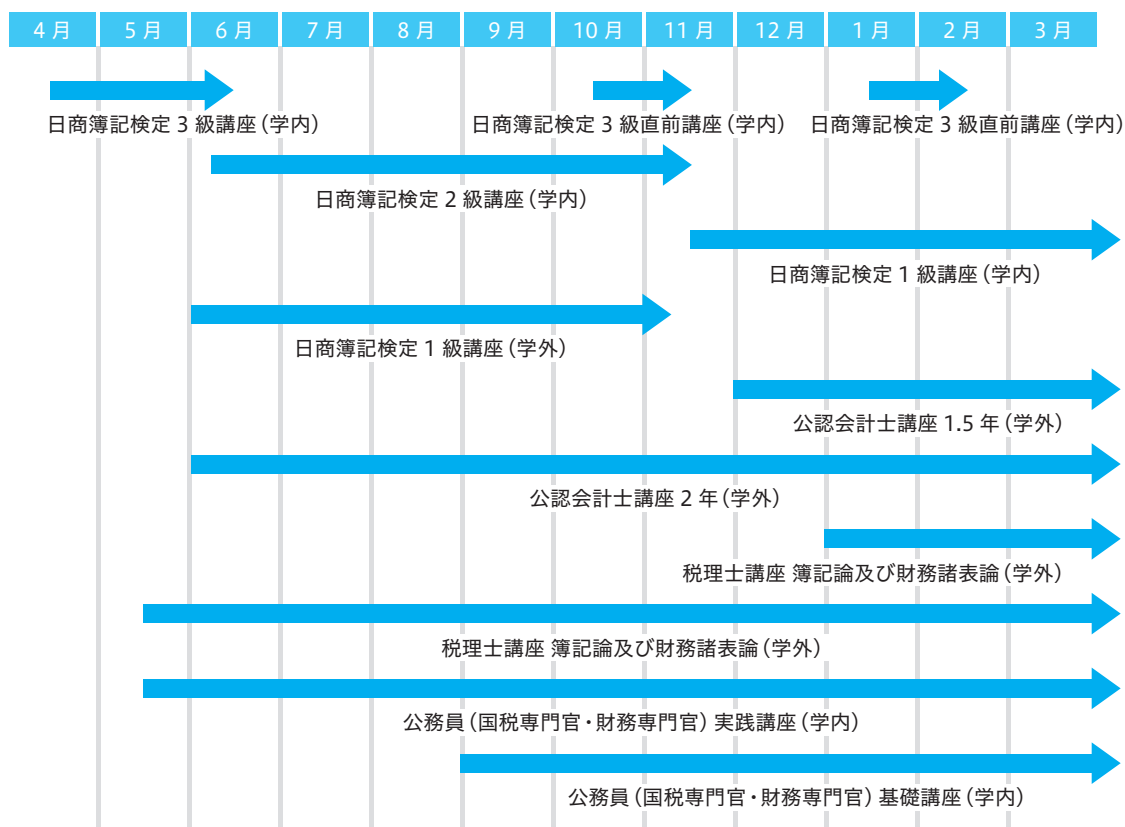 4月 5月 6月 7月 8月 9月 10月 11月 12月 1月 2月 3月
日商簿記検定 3 級講座（学内） 日商簿記検定 3 級直前講座（学内） 日商簿記検定 3 級直前講座（学内）
日商簿記検定 2 級講座（学内）
日商簿記検定 1 級講座（学内）
日商簿記検定 1 級講座（学外）
公認会計士講座 1.5 年（学外）
公認会計士講座 2 年（学外）
税理士講座 簿記論及び財務諸表論（学外）
税理士講座 簿記論及び財務諸表論（学外）
公務員（国税専門官・財務専門官）実践講座（学内）
公務員（国税専門官・財務専門官）基礎講座（学内）